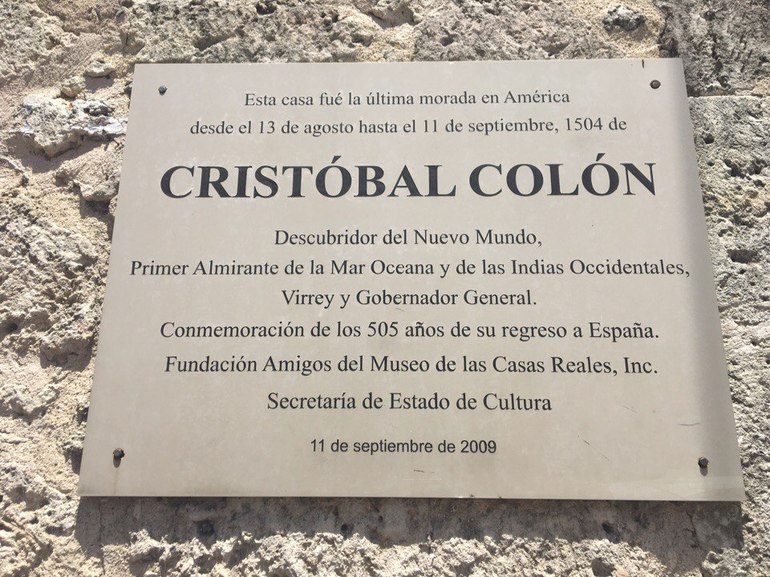 Esta casa fué la última morada en América
desde el 13 de agosto hasta el 11 de septiembre, 1504 de
CRISTÓBAL COLÓN
Descubridor del Nuevo Mundo,
Primer Almirante de la Mar Oceana y de las Indias Occidentales,
Virrey y Gobernador General.
Conmemoración de los 505 años de su regreso a España.
Fundación Amigos del Museo de las Casas Reales, Inc.
Secretaría de Estado de Cultura
11 de septiembre de 2009